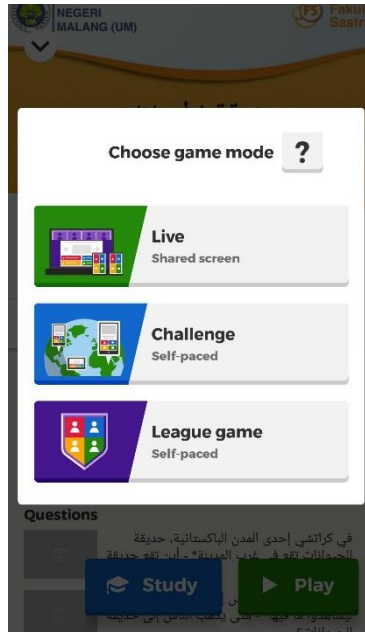 NEGERI
MALANG (UM)
Fakul
Sastra
Choose game mode ?
Live
Shared screen
Challenge
Self-paced
League game
Self-paced
Questions
في كراتشي إحدى المدن الباكستانية, حديقة
الحيوانات تقع في غرب المدينة" - أين تقع حديقة
Study
Play